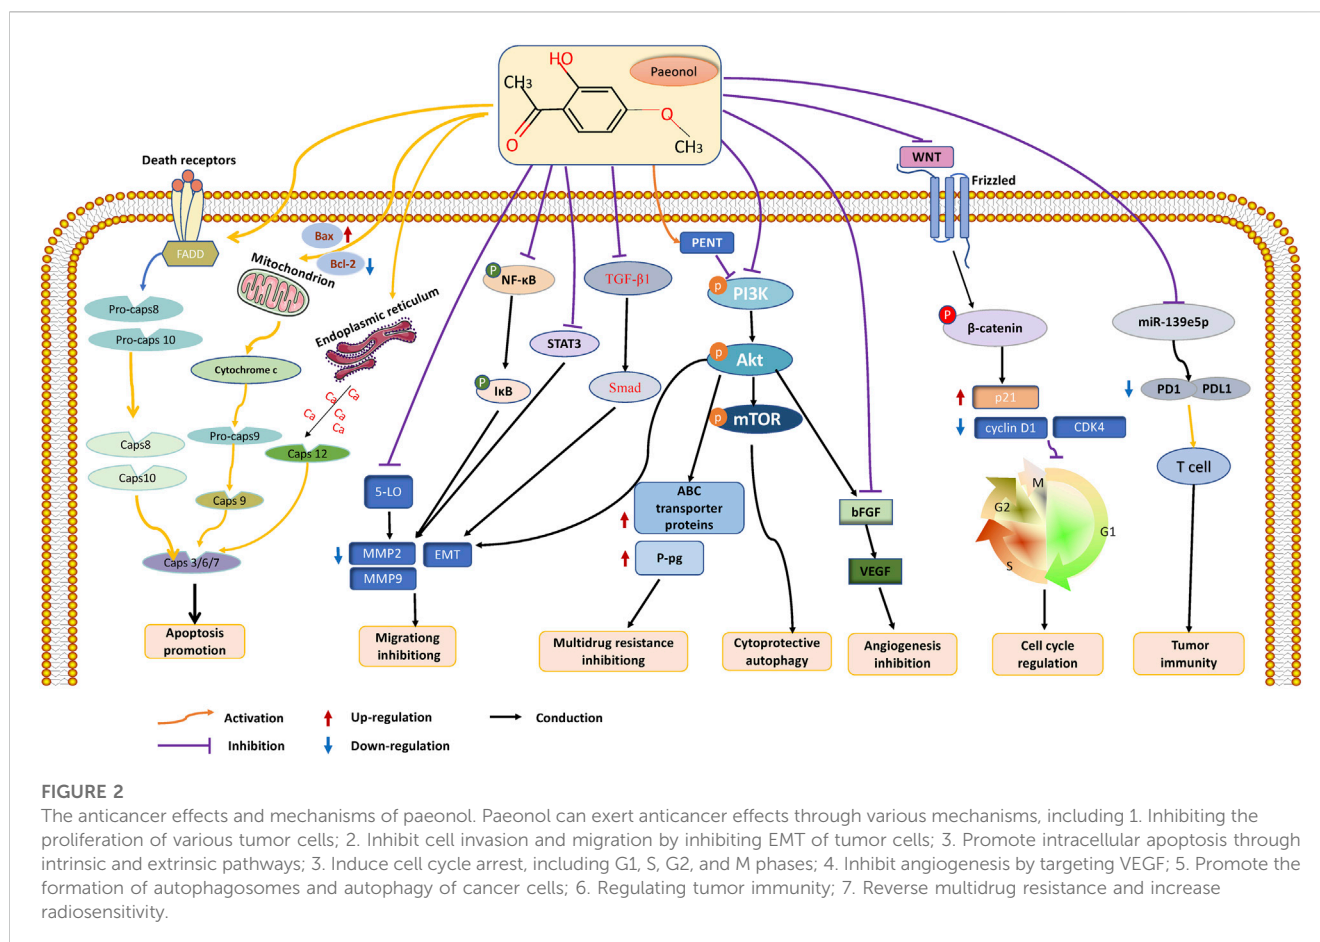 HO
Paeonol
CH3
O
O
CH3
Death receptors
WNT
Frizzled
FADD
Bax
Bcl-2
Mitochondrion
Endoplasmic reticulum
PENT
P
NF-κB
TGF-β1
p
PI3K
Pro-caps8
Pro-caps 10
Cytochrome c
STAT3
P
β-catenin
miR-139e5p
p
Akt
P
IκB
Smad
PD1
PDL1
Ca
Ca
Ca
Ca
p21
p
mTOR
cyclin D1
CDK4
Caps8
Pro-caps9
Caps 12
T cell
Caps10
5-LO
ABC
transporter
proteins
M
G2
G1
S
Caps 9
bFGF
MMP2
EMT
P-pg
Caps 3/6/7
MMP9
VEGF
Apoptosis
promotion
Migrationg
inhibitiong
Multidrug resistance
inhibitiong
Cytoprotective
autophagy
Angiogenesis
inhibition
Cell cycle
regulation
Tumor
immunity
Activation
Up-regulation
Conduction
Inhibition
Down-regulation
FIGURE 2
The anticancer effects and mechanisms of paeonol. Paeonol can exert anticancer effects through various mechanisms, including 1. Inhibiting the
proliferation of various tumor cells; 2. Inhibit cell invasion and migration by inhibiting EMT of tumor cells; 3. Promote intracellular apoptosis through
intrinsic and extrinsic pathways; 3. Induce cell cycle arrest, including G1, S, G2, and M phases; 4. Inhibit angiogenesis by targeting VEGF; 5. Promote the
formation of autophagosomes and autophagy of cancer cells; 6. Regulating tumor immunity; 7. Reverse multidrug resistance and increase
radiosensitivity.